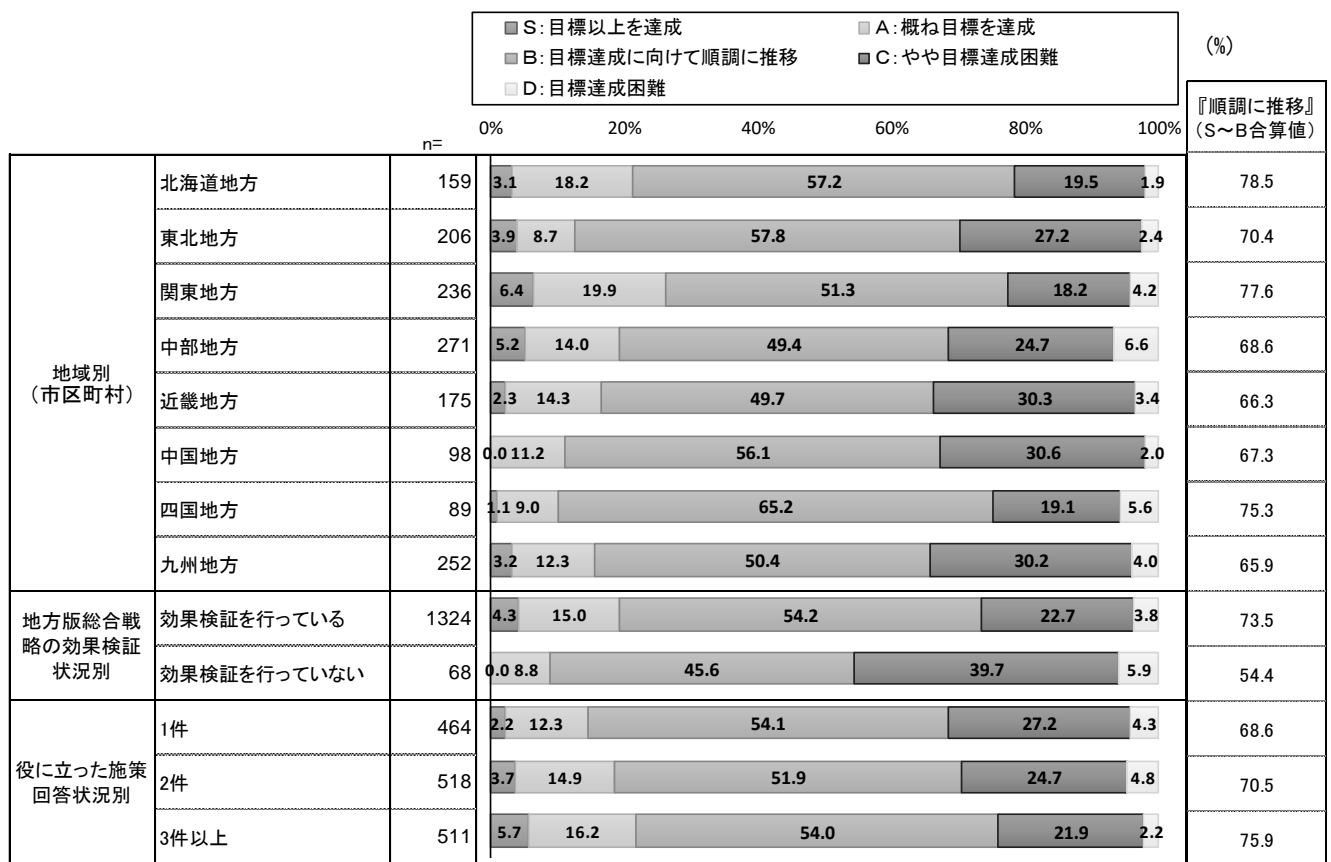 S:目標以上を達成 A:概ね目標を達成
B:目標達成に向けて順調に推移 C:やや目標達成困難
D:目標達成困難
(%)
『順調に推移』
(S～B合算値)
n=
0% 20% 40% 60% 80% 100%
地域別
(市区町村)
北海道地方 159 3.1 18.2 57.2 19.5 1.9 78.5
東北地方 206 3.9 8.7 57.8 27.2 2.4 70.4
関東地方 236 6.4 19.9 51.3 18.2 4.2 77.6
中部地方 271 5.2 14.0 49.4 24.7 6.6 68.6
近畿地方 175 2.3 14.3 49.7 30.3 3.4 66.3
中国地方 98 0.0 11.2 56.1 30.6 2.0 67.3
四国地方 89 1.1 9.0 65.2 19.1 5.6 75.3
九州地方 252 3.2 12.3 50.4 30.2 4.0 65.9
地方版総合戦
略の効果検証
状況別
効果検証を行っている 1324 4.3 15.0 54.2 22.7 3.8 73.5
効果検証を行っていない 68 0.0 8.8 45.6 39.7 5.9 54.4
役に立った施策
回答状況別
1件 464 2.2 12.3 54.1 27.2 4.3 68.6
2件 518 3.7 14.9 51.9 24.7 4.8 70.5
3件以上 511 5.7 16.2 54.0 21.9 2.2 75.9